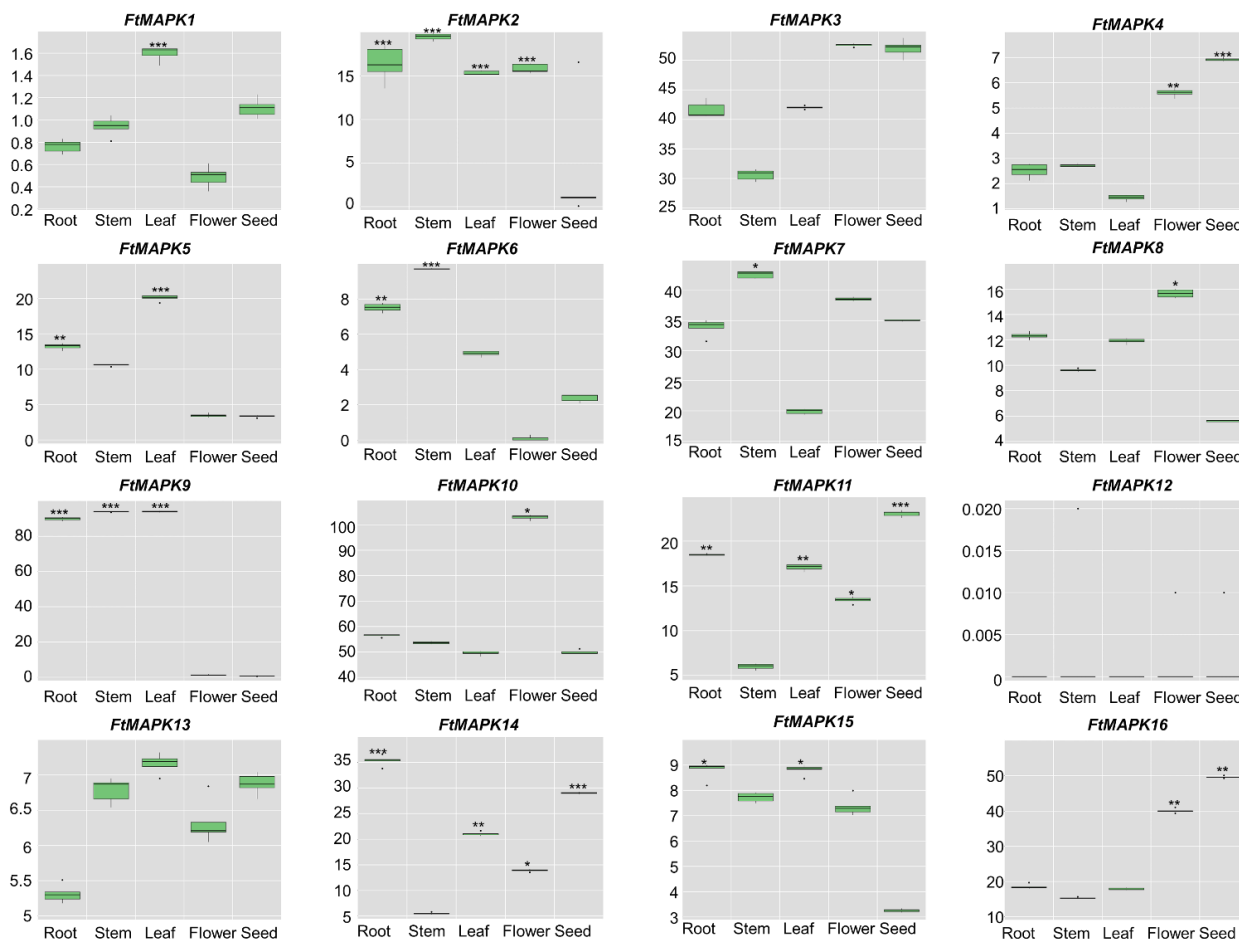 FtMAPK1
1.6
1.4
1.2
1.0
0.8
0.6
0.4
0.2
***
Root Stem Leaf Flower Seed
FtMAPK2
15
10
5
0
*** *** *** ***
Root Stem Leaf Flower Seed
FtMAPK3
50
45
40
35
30
25
Root Stem Leaf Flower Seed
FtMAPK4
7
6
5
4
3
2
1
** ***
Root Stem Leaf Flower Seed
FtMAPK5
20
15
10
5
0
** ***
Root Stem Leaf Flower Seed
FtMAPK6
8
6
4
2
0
** ***
Root Stem Leaf Flower Seed
FtMAPK7
40
35
30
25
20
15
*
Root Stem Leaf Flower Seed
FtMAPK8
16
14
12
10
8
6
4
*
Root Stem Leaf Flower Seed
FtMAPK9
80
60
40
20
0
*** *** ***
Root Stem Leaf Flower Seed
FtMAPK10
100
90
80
70
60
50
40
*
Root Stem Leaf Flower Seed
FtMAPK11
20
15
10
5
** ** * ***
Root Stem Leaf Flower Seed
FtMAPK12
0.020
0.015
0.010
0.005
0
Root Stem Leaf Flower Seed
FtMAPK13
7
6.5
6
5.5
5
Root Stem Leaf Flower Seed
FtMAPK14
35
30
25
20
15
10
5
*** ** * ***
Root Stem Leaf Flower Seed
FtMAPK15
9
8
7
6
5
4
3
* *
Root Stem Leaf Flower Seed
FtMAPK16
50
40
30
20
10
** **
Root Stem Leaf Flower Seed